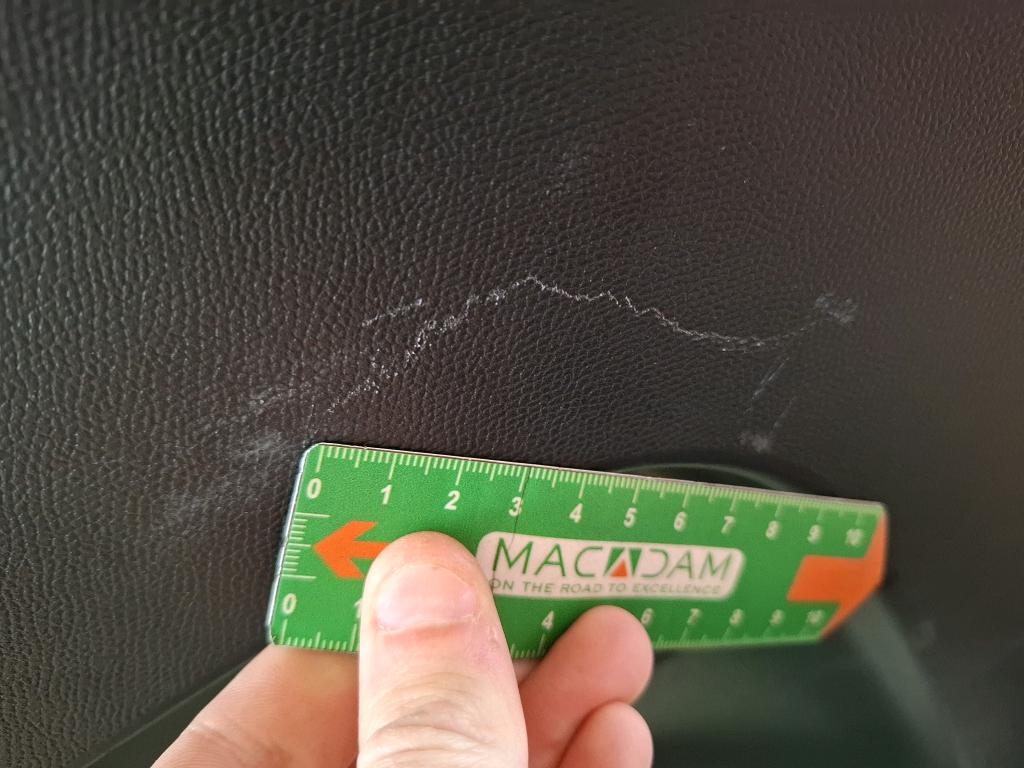 0 1 2 3 4 5 6 7 8 9 10
MACADAM
ON THE ROAD TO EXCELLENCE
0 1 4 6 7 8 9 10